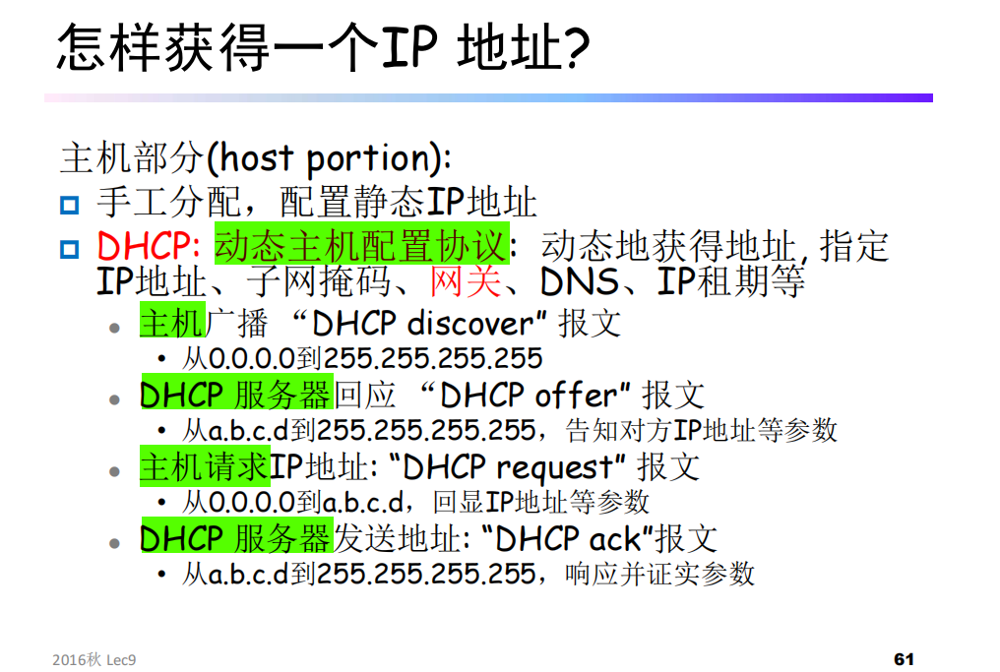 怎样获得一个IP 地址?
主机部分(host portion):
手工分配，配置静态IP地址
DHCP: 动态主机配置协议：动态地获得地址, 指定
IP地址、子网掩码、网关、DNS、IP租期等
主机广播 “DHCP discover” 报文
从0.0.0.0到255.255.255.255
DHCP 服务器回应 “DHCP offer” 报文
从a.b.c.d到255.255.255.255，告知对方IP地址等参数
主机请求IP地址: “DHCP request” 报文
从0.0.0.0到a.b.c.d，回显IP地址等参数
DHCP 服务器发送地址: “DHCP ack”报文
从a.b.c.d到255.255.255.255，响应并证实参数
2016秋 Lec9
61